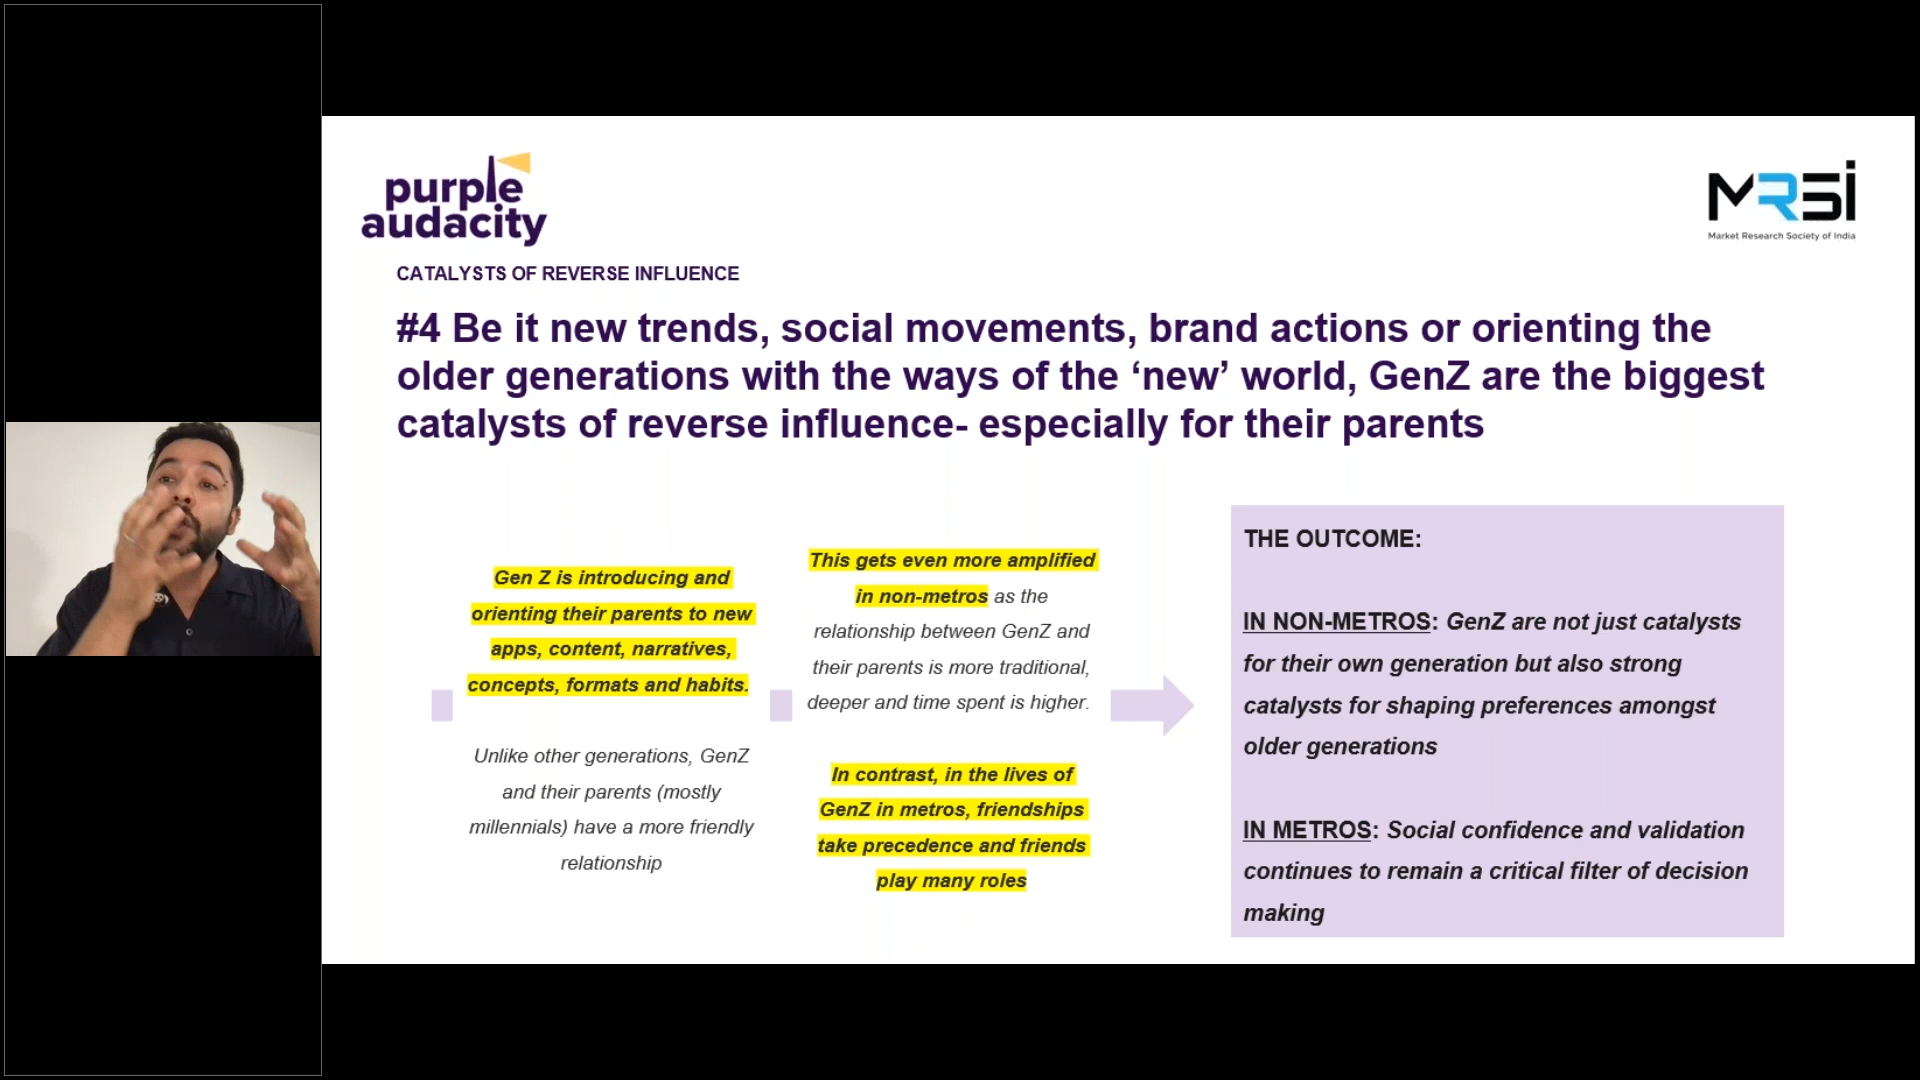 purple
audacity
MRSI
Market Research Society of India
CATALYSTS OF REVERSE INFLUENCE
#4 Be it new trends, social movements, brand actions or orienting the
older generations with the ways of the ‘new’ world, GenZ are the biggest
catalysts of reverse influence- especially for their parents
Gen Z is introducing and
orienting their parents to new
apps, content, narratives,
concepts, formats and habits.
Unlike other generations, GenZ
and their parents (mostly
millennials) have a more friendly
relationship
This gets even more amplified
in non-metros as the
relationship between GenZ and
their parents is more traditional,
deeper and time spent is higher.
In contrast, in the lives of
GenZ in metros, friendships
take precedence and friends
play many roles
THE OUTCOME:
IN NON-METROS: GenZ are not just catalysts
for their own generation but also strong
catalysts for shaping preferences amongst
older generations
IN METROS: Social confidence and validation
continues to remain a critical filter of decision
making